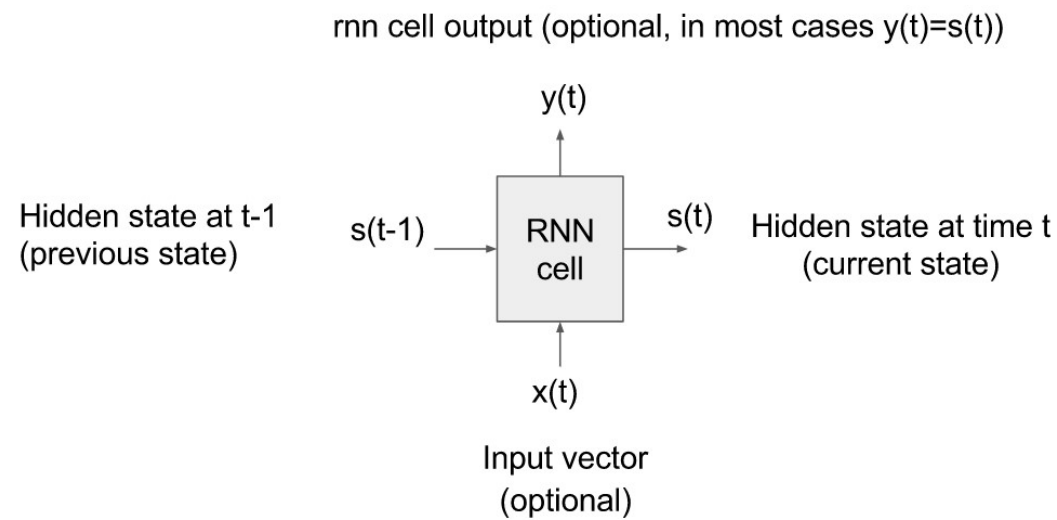 rnn cell output (optional, in most cases y(t)=s(t))
y(t)
Hidden state at t-1
(previous state)
s(t-1)
RNN
cell
s(t)
Hidden state at time t
(current state)
x(t)
Input vector
(optional)